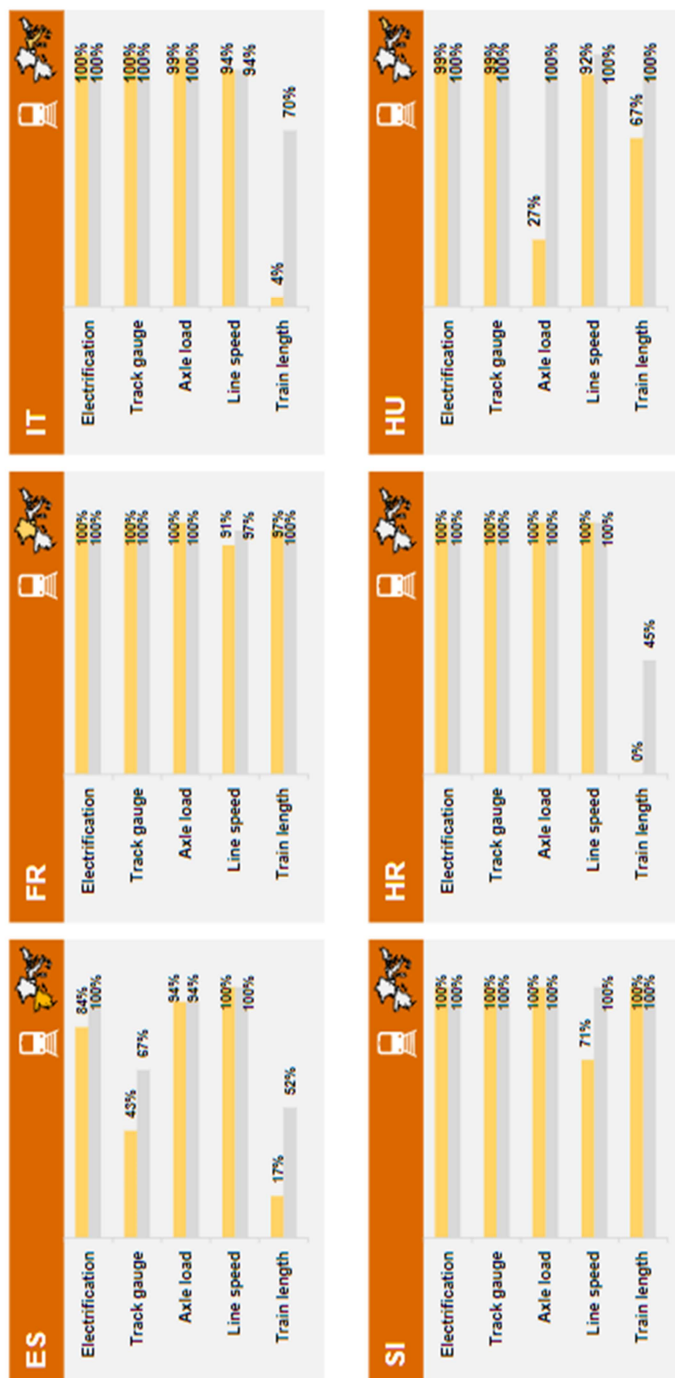 ES
Electrification
84%
100%
Track gauge
43%
67%
Axle load
94%
94%
Line speed
100%
100%
Train length
17%
52%
FR
Electrification
100%
100%
Track gauge
100%
100%
Axle load
100%
100%
Line speed
91%
97%
Train length
97%
100%
IT
Electrification
100%
100%
Track gauge
100%
100%
Axle load
99%
100%
Line speed
94%
94%
Train length
4%
70%
SI
Electrification
100%
100%
Track gauge
100%
100%
Axle load
100%
100%
Line speed
71%
100%
Train length
100%
100%
HR
Electrification
100%
100%
Track gauge
100%
100%
Axle load
100%
100%
Line speed
100%
100%
Train length
0%
45%
HU
Electrification
99%
100%
Track gauge
99%
100%
Axle load
27%
100%
Line speed
92%
100%
Train length
67%
100%